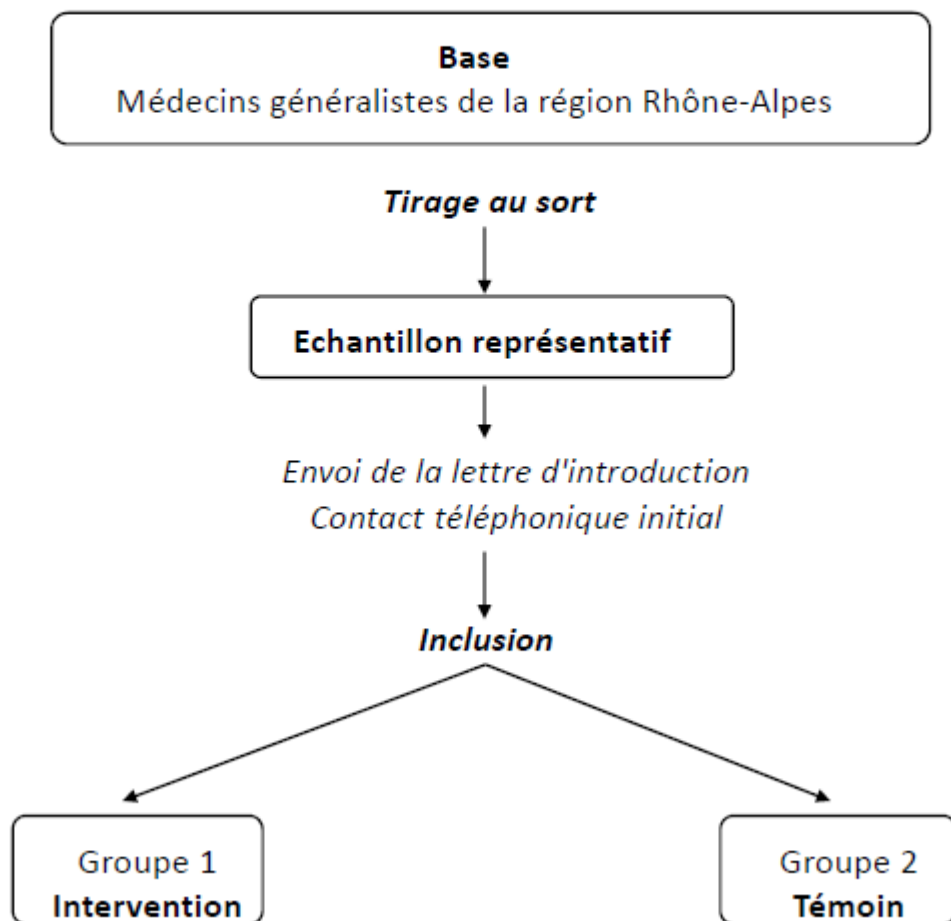 Base
Médecins généralistes de la région Rhône-Alpes
Tirage au sort
Echantillon représentatif
Envoi de la lettre d'introduction
Contact téléphonique initial
Inclusion
Groupe 1
Intervention
Groupe 2
Témoin